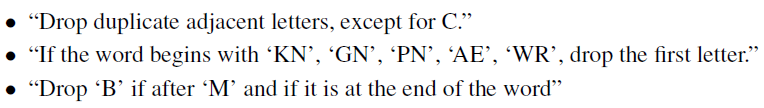 • “Drop duplicate adjacent letters, except for C.”
• “If the word begins with ‘KN’, ‘GN’, ‘PN’, ‘AE’, ‘WR’, drop the first letter.”
• “Drop ‘B’ if after ‘M’ and if it is at the end of the word”